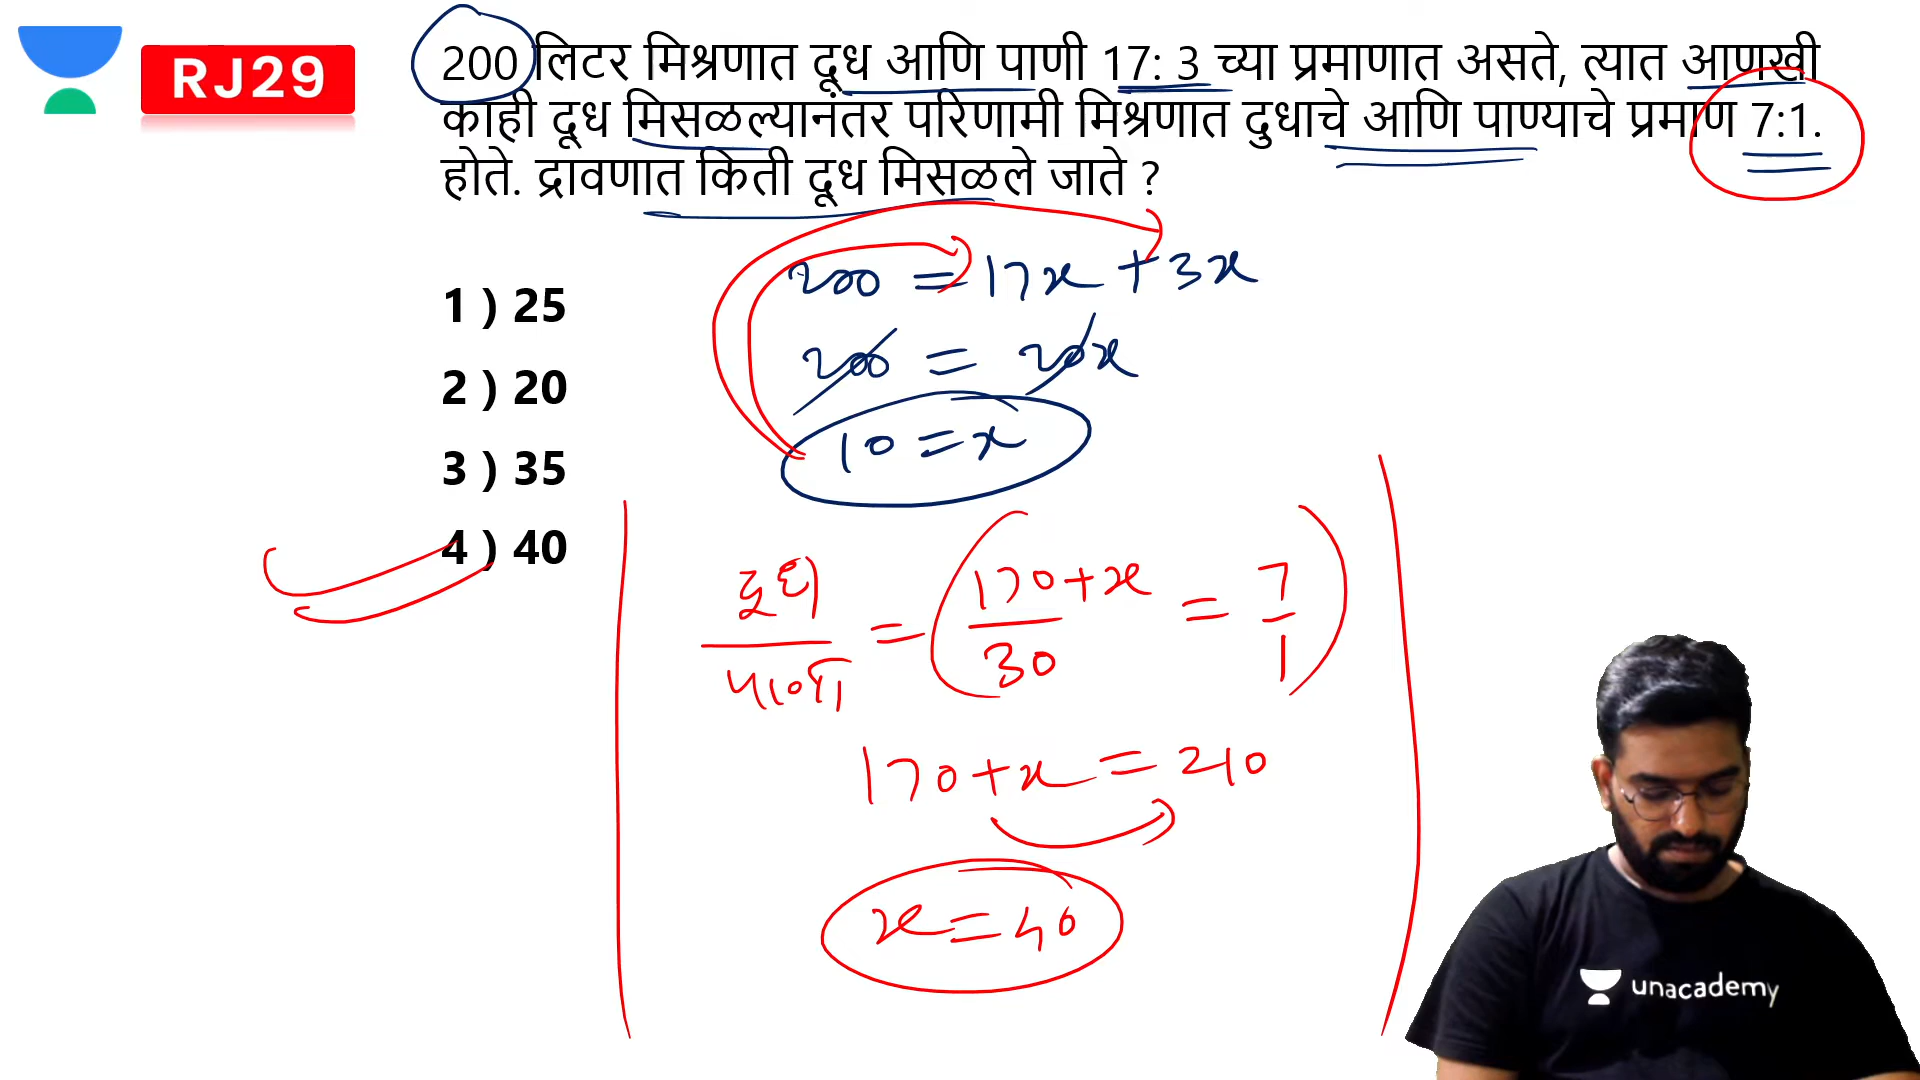 RJ29
200 लिटर मिश्रणात दूध आणि पाणी 17: 3 च्या प्रमाणात असते, त्यात आणखी
काही दूध मिसळल्यानंतर परिणामी मिश्रणात दुधाचे आणि पाण्याचे प्रमाण 7:1.
होते. द्रावणात किती दूध मिसळले जाते ?
1 ) 25
2 ) 20
3 ) 35
4 ) 40
200 = 17x + 3x
200 = 20x
10 = x
दूध / पाणी = ( 170 + x / 30 = 7 / 1 )
170 + x = 210
x = 40
unacademy